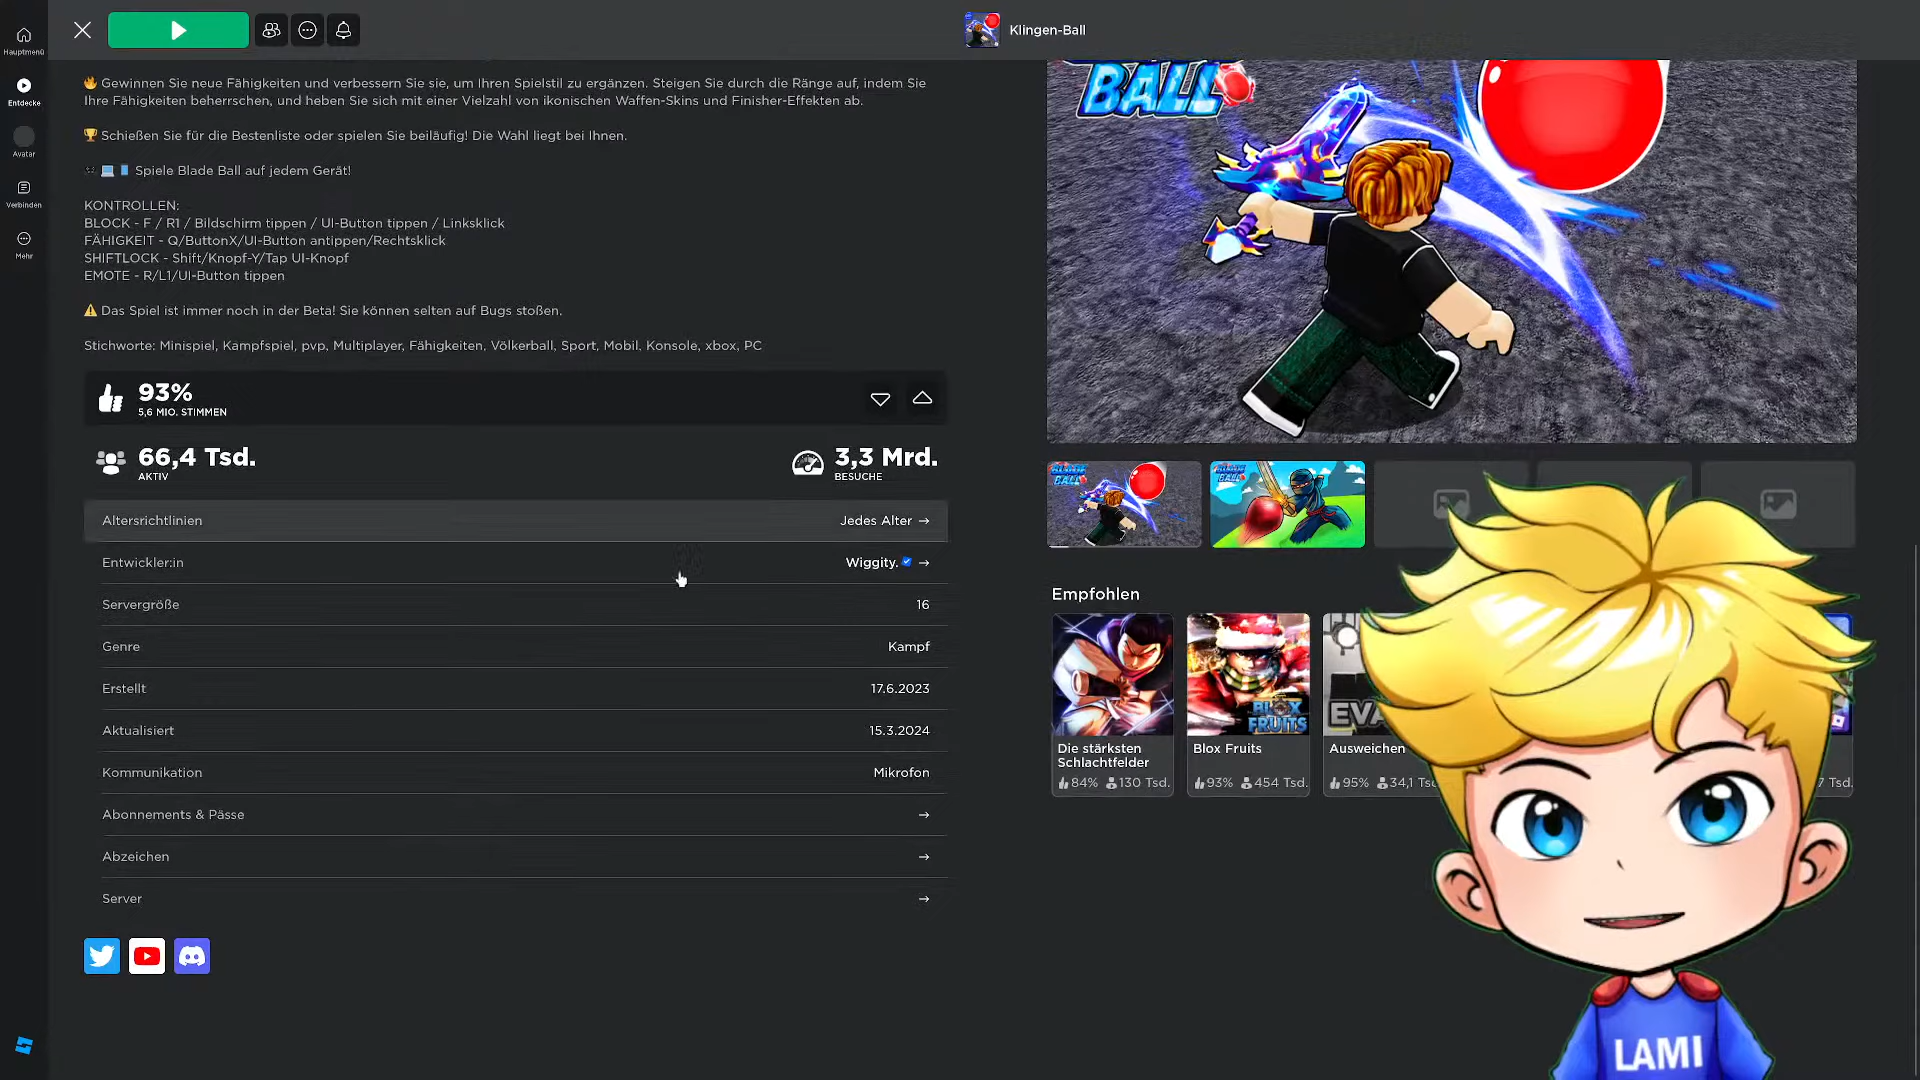 Klingen-Ball
Hauptmenü
Entdecke
Avatar
Verbinden
Mehr
🔥 Gewinnen Sie neue Fähigkeiten und verbessern Sie sie, um Ihren Spielstil zu ergänzen. Steigen Sie durch die Ränge auf, indem Sie
Ihre Fähigkeiten beherrschen, und heben Sie sich mit einer Vielzahl von ikonischen Waffen-Skins und Finisher-Effekten ab.
🏆 Schießen Sie für die Bestenliste oder spielen Sie beiläufig! Die Wahl liegt bei Ihnen.
🎮 💻 📱 Spiele Blade Ball auf jedem Gerät!
KONTROLLEN:
BLOCK - F / R1 / Bildschirm tippen / UI-Button tippen / Linksklick
FÄHIGKEIT - Q/ButtonX/UI-Button antippen/Rechtsklick
SHIFTLOCK - Shift/Knopf-Y/Tap UI-Knopf
EMOTE - R/L1/UI-Button tippen
⚠️ Das Spiel ist immer noch in der Beta! Sie können selten auf Bugs stoßen.
Stichworte: Minispiel, Kampfspiel, pvp, Multiplayer, Fähigkeiten, Völkerball, Sport, Mobil, Konsole, xbox, PC
93%
5,6 MIO. STIMMEN
66,4 Tsd.
AKTIV
3,3 Mrd.
BESUCHE
Altersrichtlinien Jedes Alter →
Entwickler:in Wiggity. →
Servergröße 16
Genre Kampf
Erstellt 17.6.2023
Aktualisiert 15.3.2024
Kommunikation Mikrofon
Abonnements & Pässe →
Abzeichen →
Server →
BALL
BLADE
BALL
BLADE
BALL
Empfohlen
BLOX
FRUITS
Die stärksten
Schlachtfelder
84% 130 Tsd.
Blox Fruits
93% 454 Tsd.
Ausweichen
95% 34,1
Tsd.
LAMI